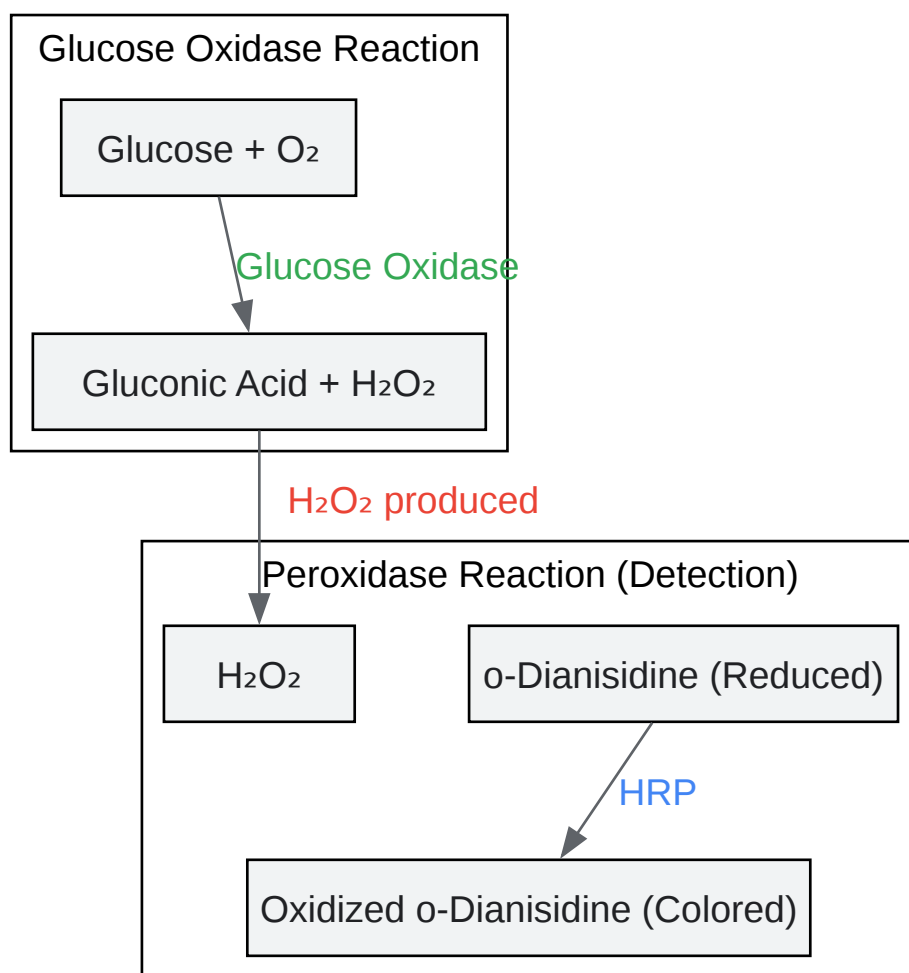 Glucose Oxidase Reaction
Glucose + O₂
Glucose Oxidase
Gluconic Acid + H₂O₂
H₂O₂ produced
Peroxidase Reaction (Detection)
H₂O₂
o-Dianisidine (Reduced)
HRP
Oxidized o-Dianisidine (Colored)